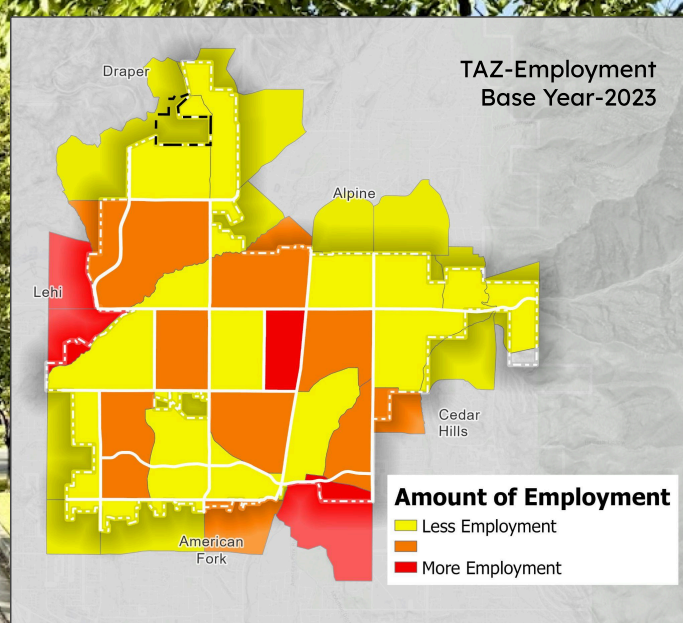 TAZ-Employment
Base Year-2023
Draper
Alpine
Lehi
Cedar
Hills
American
Fork
Amount of Employment
Less Employment
More Employment